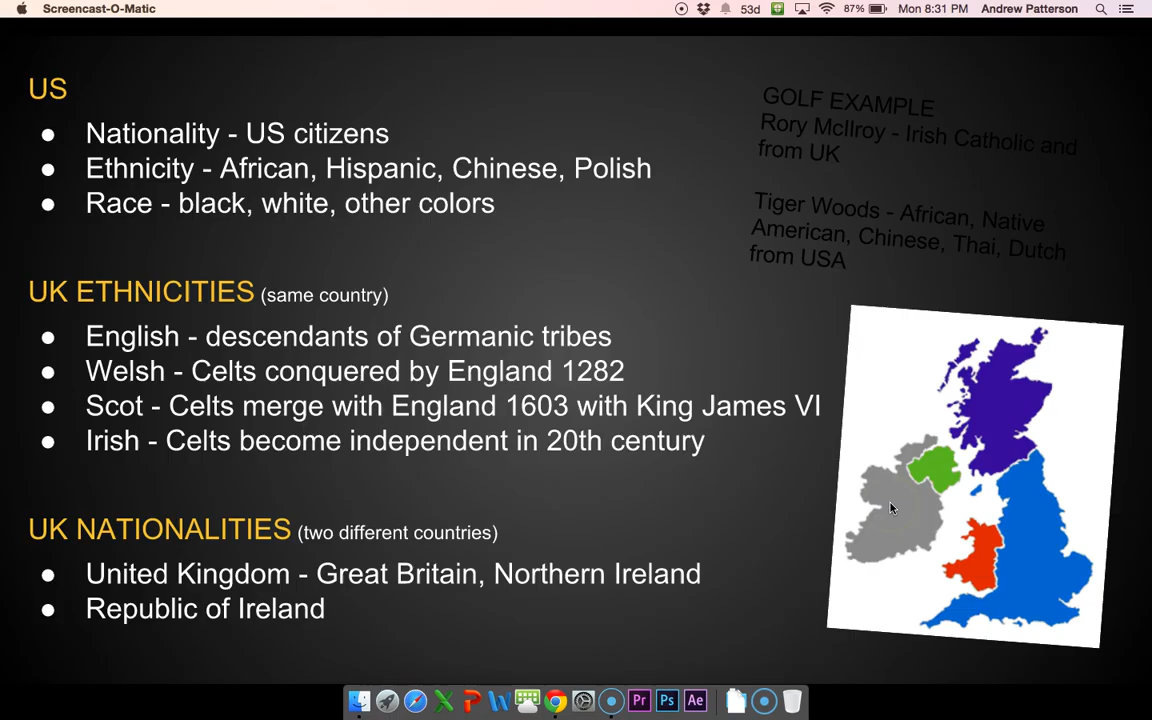 Screencast-O-Matic
53d
87%
Mon 8:31 PM
Andrew Patterson
US
● Nationality - US citizens
● Ethnicity - African, Hispanic, Chinese, Polish
● Race - black, white, other colors
GOLF EXAMPLE
Rory McIlroy - Irish Catholic and
from UK
Tiger Woods - African, Native
American, Chinese, Thai, Dutch
from USA
UK ETHNICITIES (same country)
● English - descendants of Germanic tribes
● Welsh - Celts conquered by England 1282
● Scot - Celts merge with England 1603 with King James VI
● Irish - Celts become independent in 20th century
UK NATIONALITIES (two different countries)
● United Kingdom - Great Britain, Northern Ireland
● Republic of Ireland
Pr
Ps
Ae